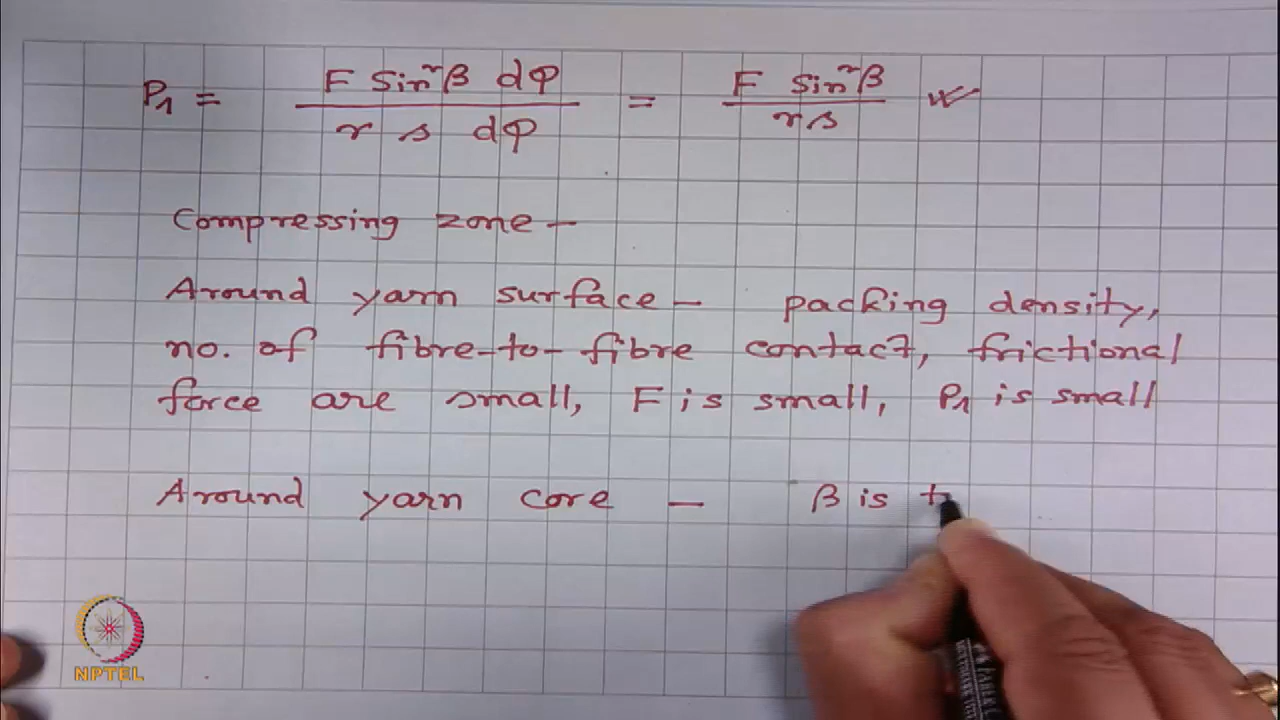 P₁ = F Sin²β dφ / r s dφ = F Sin²β / r s
Compressing zone –
Around yarn surface – packing density,
no. of fibre-to-fibre contact, frictional
force are small, F is small, P₁ is small
Around yarn core – β is t
NPTEL